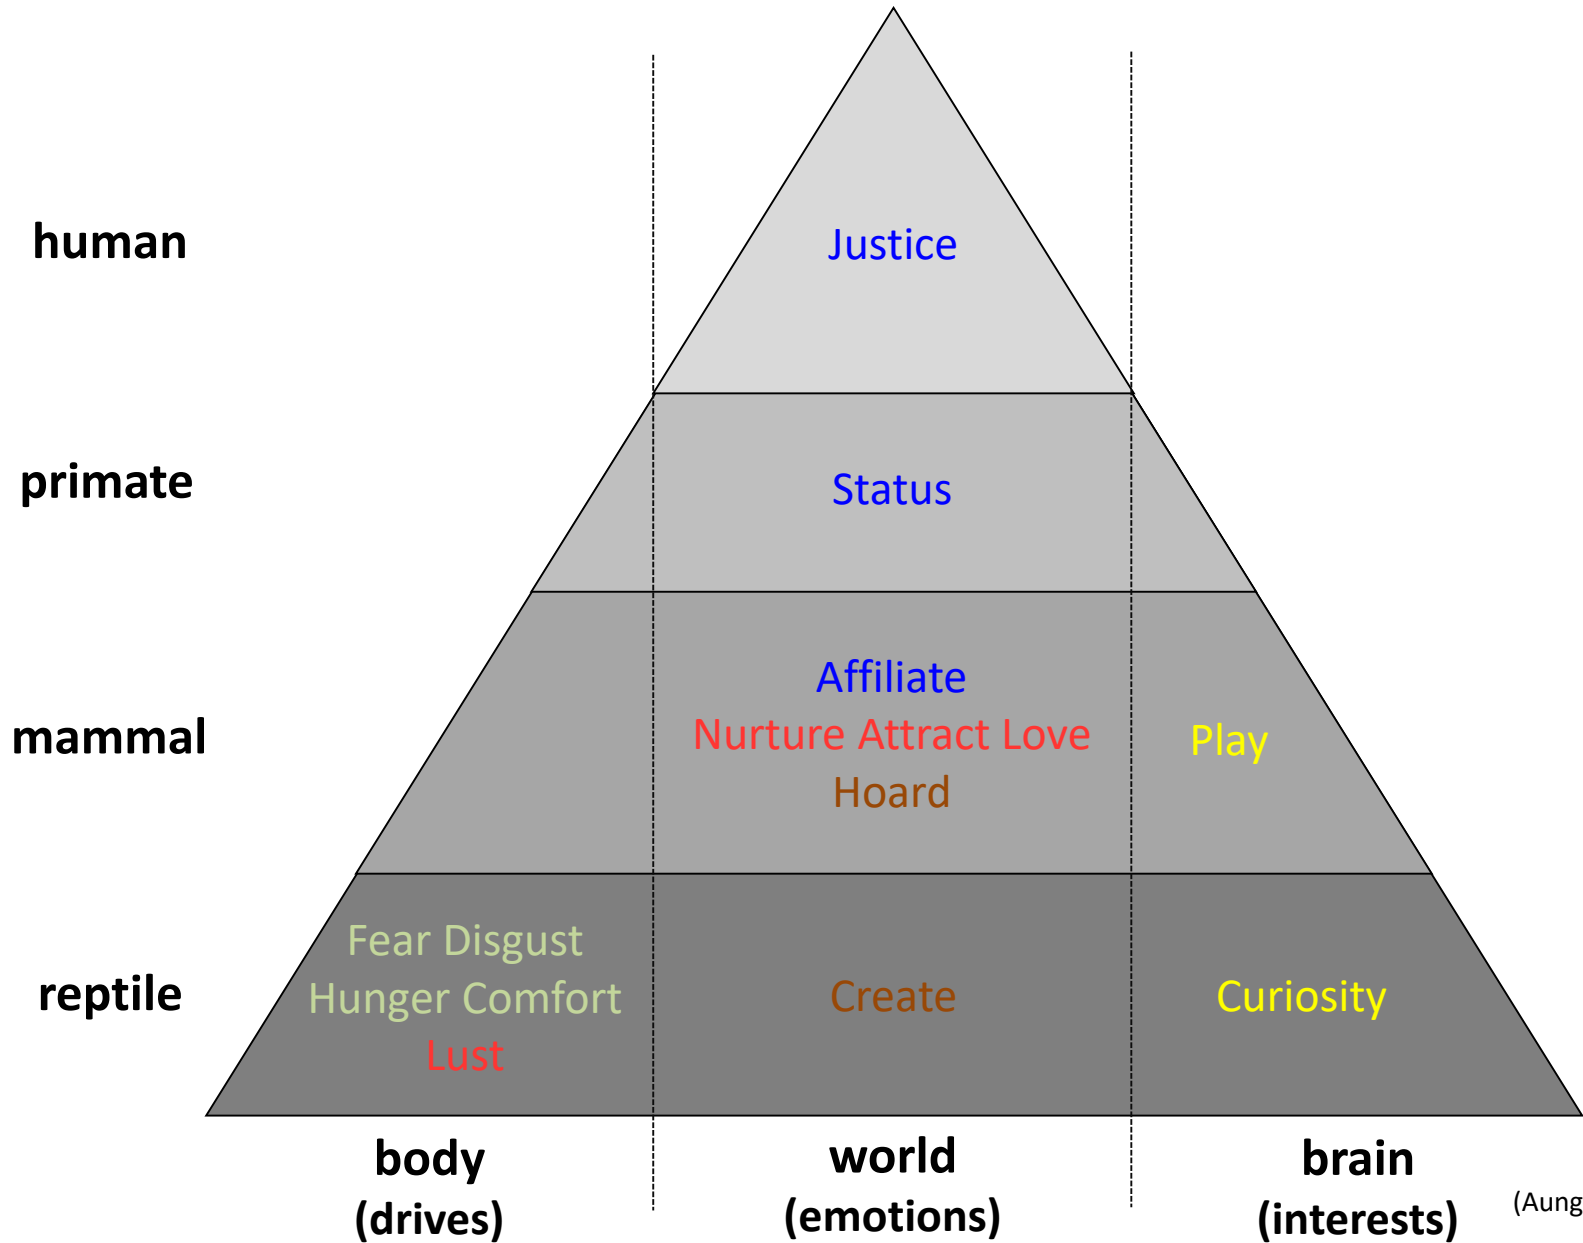 human
Justice
primate
Status
mammal
Affiliate
Nurture Attract Love
Hoard
Play
reptile
Fear Disgust
Hunger Comfort
Lust
Create
Curiosity
body
(drives)
world
(emotions)
brain
(interests)
(Aung